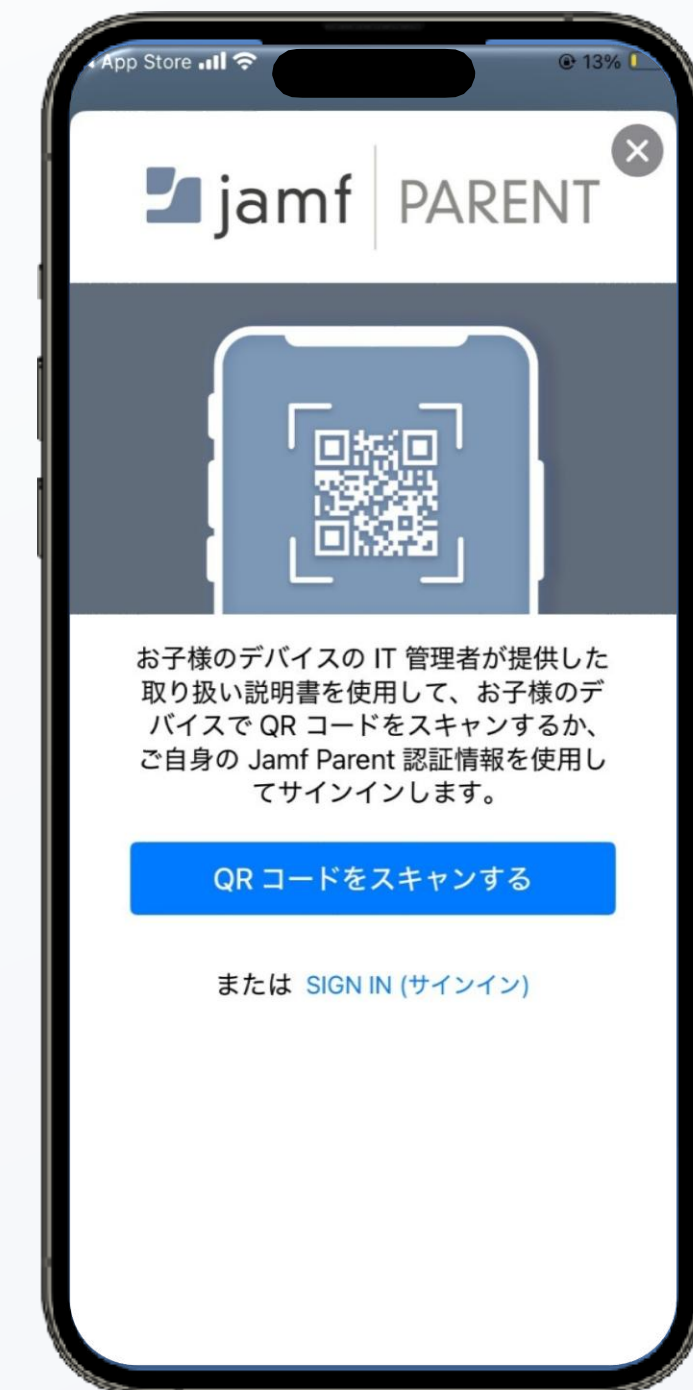 App Store
13%
jamf | PARENT
お子様のデバイスの IT 管理者が提供した
取り扱い説明書を使用して、お子様のデ
バイスで QR コードをスキャンするか、
ご自身の Jamf Parent 認証情報を使用し
てサインインします。
QR コードをスキャンする
または SIGN IN (サインイン)